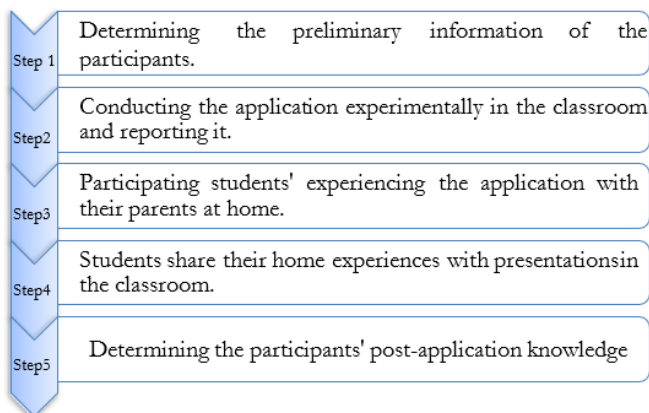 Step 1
Determining the preliminary information of the
participants.
Step2
Conducting the application experimentally in the classroom
and reporting it.
Step3
Participating students' experiencing the application with
their parents at home.
Step4
Students share their home experiences with presentationsin
the classroom.
Step5
Determining the participants' post-application knowledge